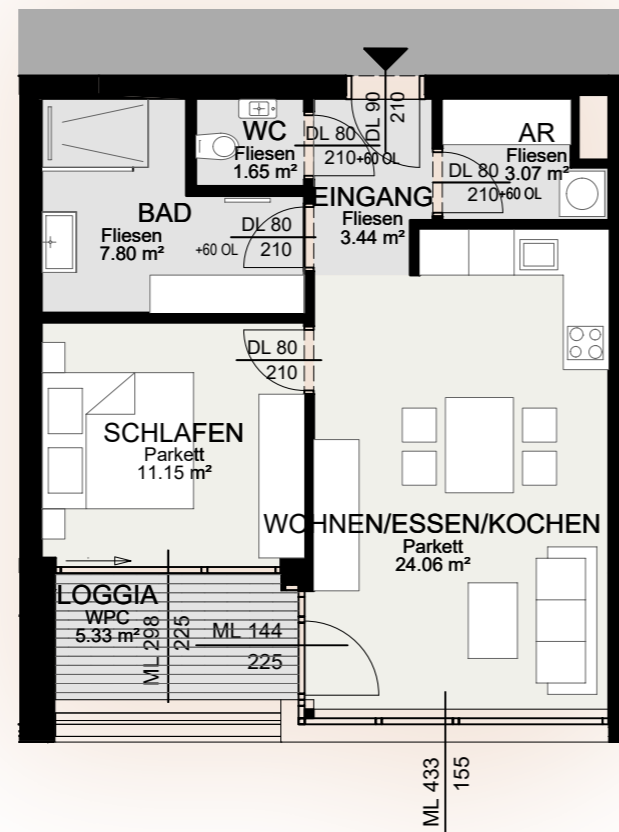 WC
Fliesen
1.65 m²
DL 80
210+60 OL
DL 90
210
AR
Fliesen
3.07 m²
DL 80
210+60 OL
EINGANG
Fliesen
3.44 m²
BAD
Fliesen
7.80 m²
DL 80
+60 OL
210
DL 80
210
SCHLAFEN
Parkett
11.15 m²
WOHNEN/ESSEN/KOCHEN
Parkett
24.06 m²
LOGGIA
WPC
5.33 m²
ML 298
225
ML 144
225
ML 433
155